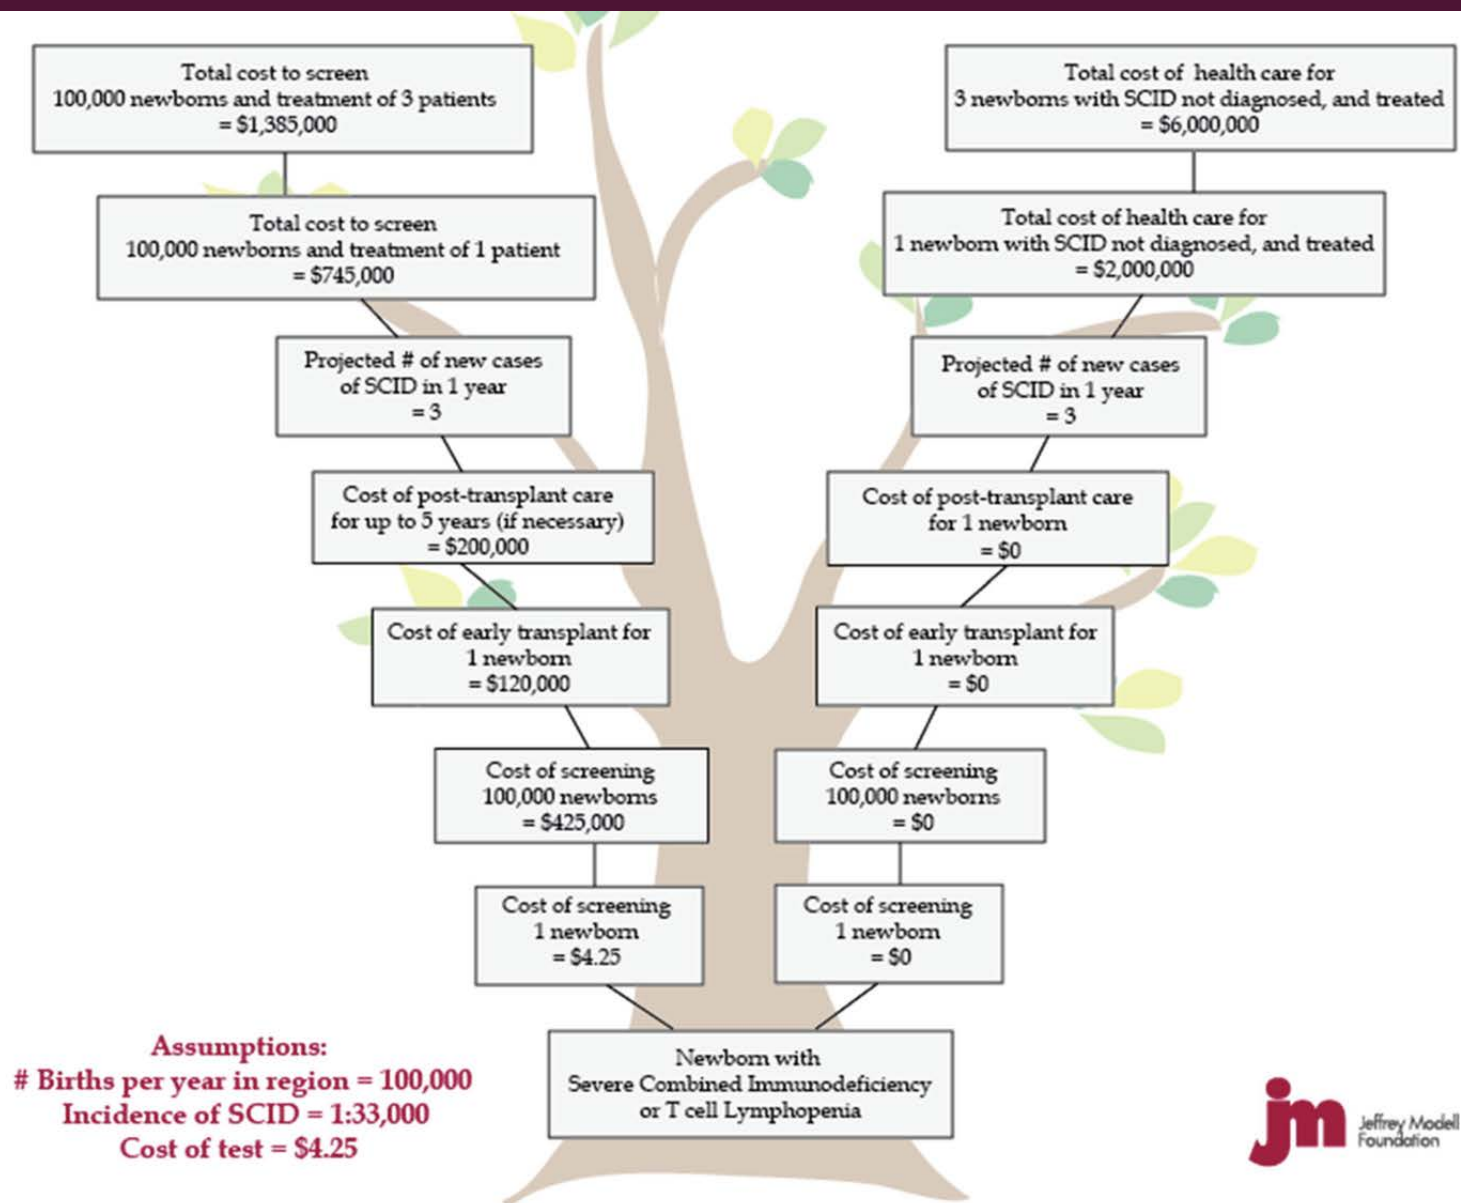 Total cost to screen
100,000 newborns and treatment of 3 patients
= $1,385,000
Total cost to screen
100,000 newborns and treatment of 1 patient
= $745,000
Projected # of new cases
of SCID in 1 year
= 3
Cost of post-transplant care
for up to 5 years (if necessary)
= $200,000
Cost of early transplant for
1 newborn
= $120,000
Cost of screening
100,000 newborns
= $425,000
Cost of screening
1 newborn
= $4.25
Total cost of health care for
3 newborns with SCID not diagnosed, and treated
= $6,000,000
Total cost of health care for
1 newborn with SCID not diagnosed, and treated
= $2,000,000
Projected # of new cases
of SCID in 1 year
= 3
Cost of post-transplant care
for 1 newborn
= $0
Cost of early transplant for
1 newborn
= $0
Cost of screening
100,000 newborns
= $0
Cost of screening
1 newborn
= $0
Newborn with
Severe Combined Immunodeficiency
or T cell Lymphopenia
Assumptions:
# Births per year in region = 100,000
Incidence of SCID = 1:33,000
Cost of test = $4.25
jm
Jeffrey Modell
Foundation